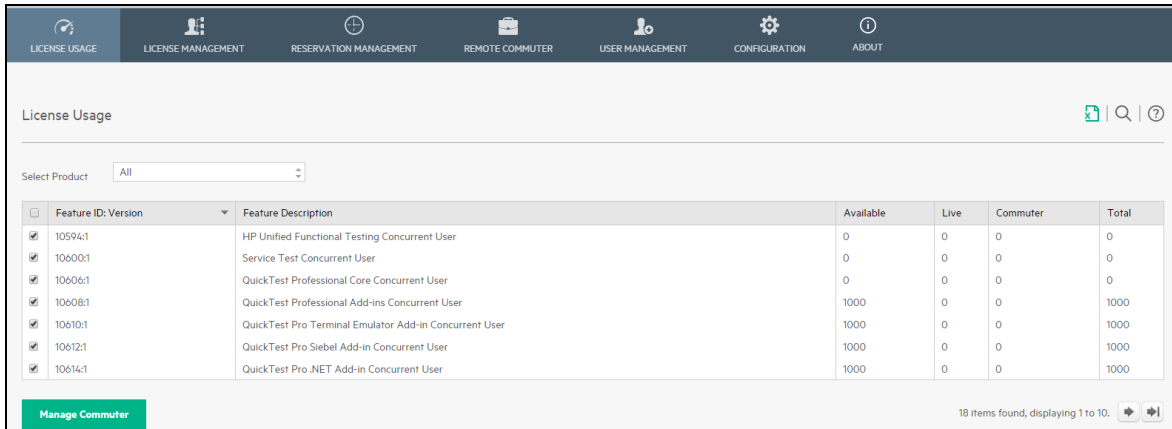 LICENSE USAGE LICENSE MANAGEMENT RESERVATION MANAGEMENT REMOTE COMMUTER USER MANAGEMENT CONFIGURATION ABOUT
License Usage
Select Product All
Feature ID: Version Feature Description Available Live Commuter Total
10594:1 HP Unified Functional Testing Concurrent User 0 0 0 0
10600:1 Service Test Concurrent User 0 0 0 0
10606:1 QuickTest Professional Core Concurrent User 0 0 0 0
10608:1 QuickTest Professional Add-ins Concurrent User 1000 0 0 1000
10610:1 QuickTest Pro Terminal Emulator Add-in Concurrent User 1000 0 0 1000
10612:1 QuickTest Pro Siebel Add-in Concurrent User 1000 0 0 1000
10614:1 QuickTest Pro .NET Add-in Concurrent User 1000 0 0 1000
Manage Commuter 18 items found, displaying 1 to 10.